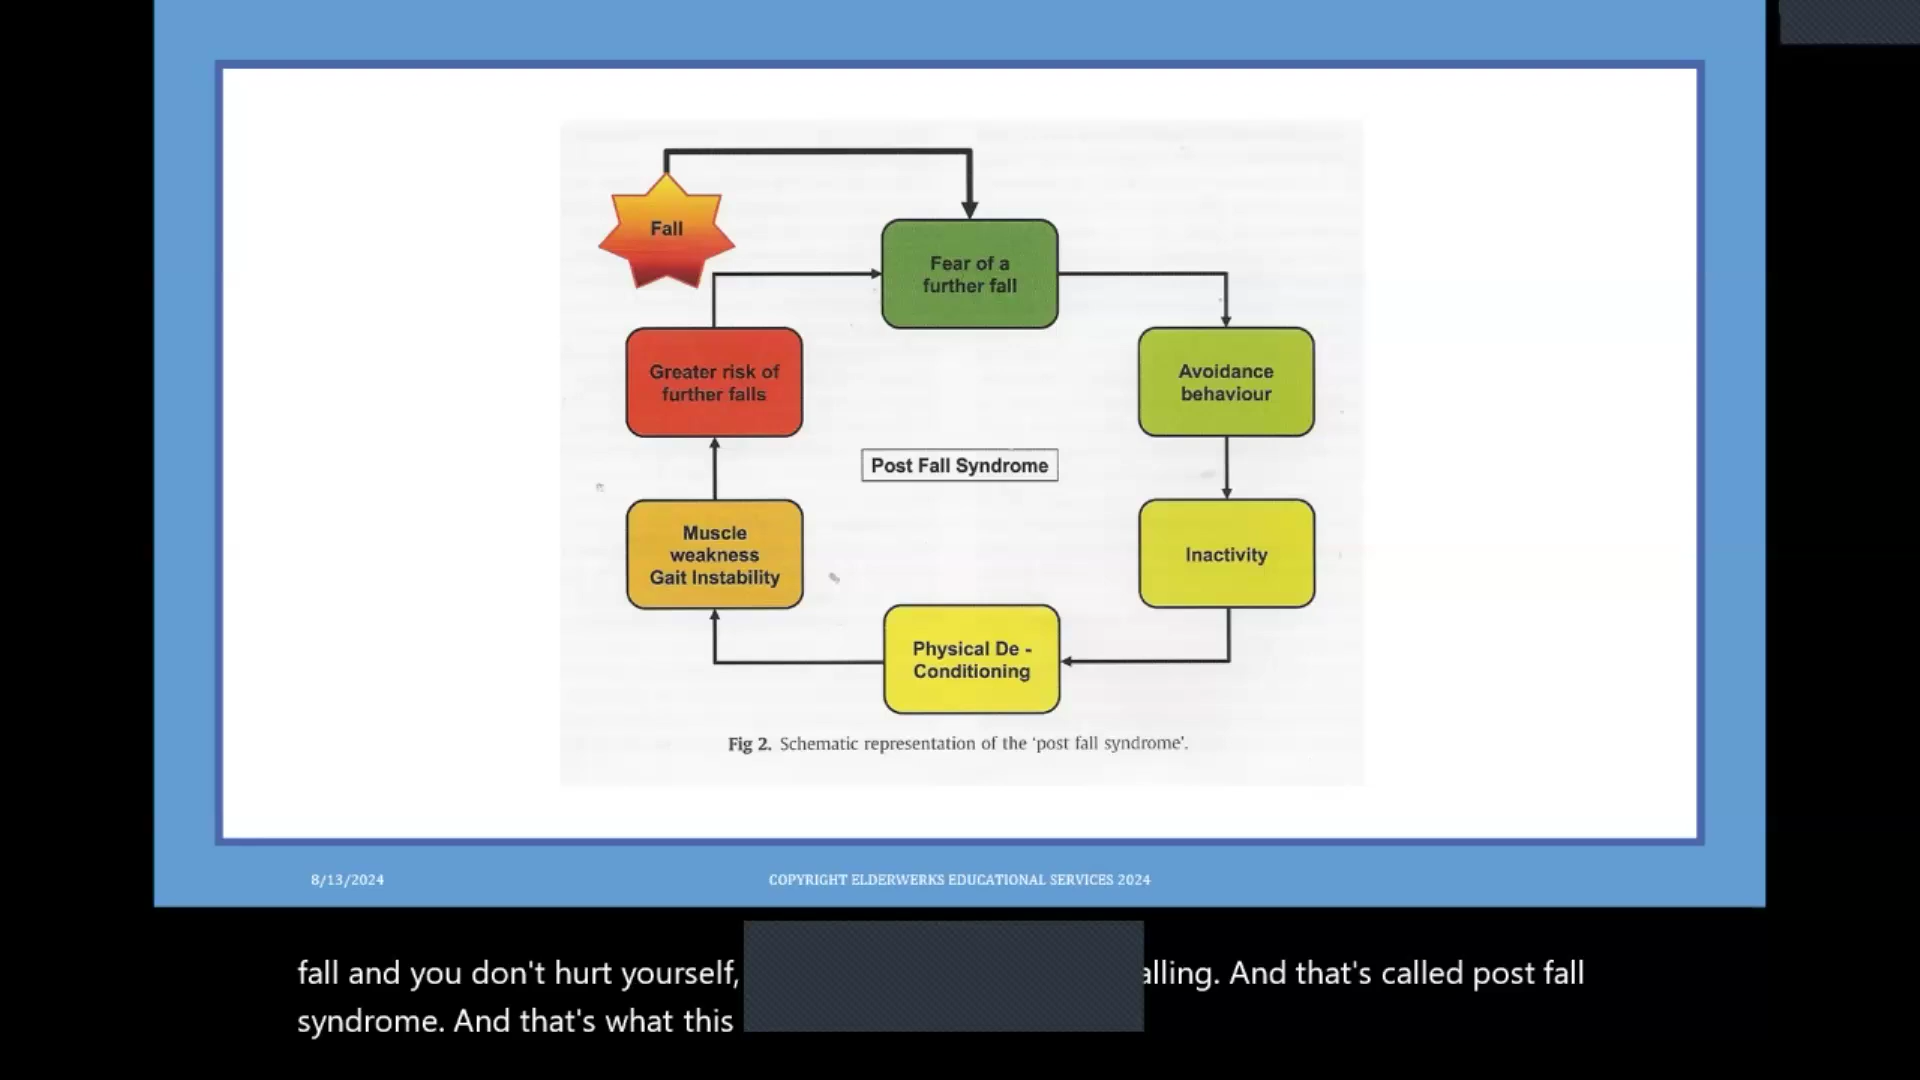 Fall
Fear of a
further fall
Greater risk of
further falls
Avoidance
behaviour
Post Fall Syndrome
Muscle
weakness
Gait Instability
Inactivity
Physical De -
Conditioning
Fig 2. Schematic representation of the ‘post fall syndrome’.
8/13/2024
COPYRIGHT ELDERWERKS EDUCATIONAL SERVICES 2024
fall and you don't hurt yourself, And that's called post fall
syndrome. And that's what this